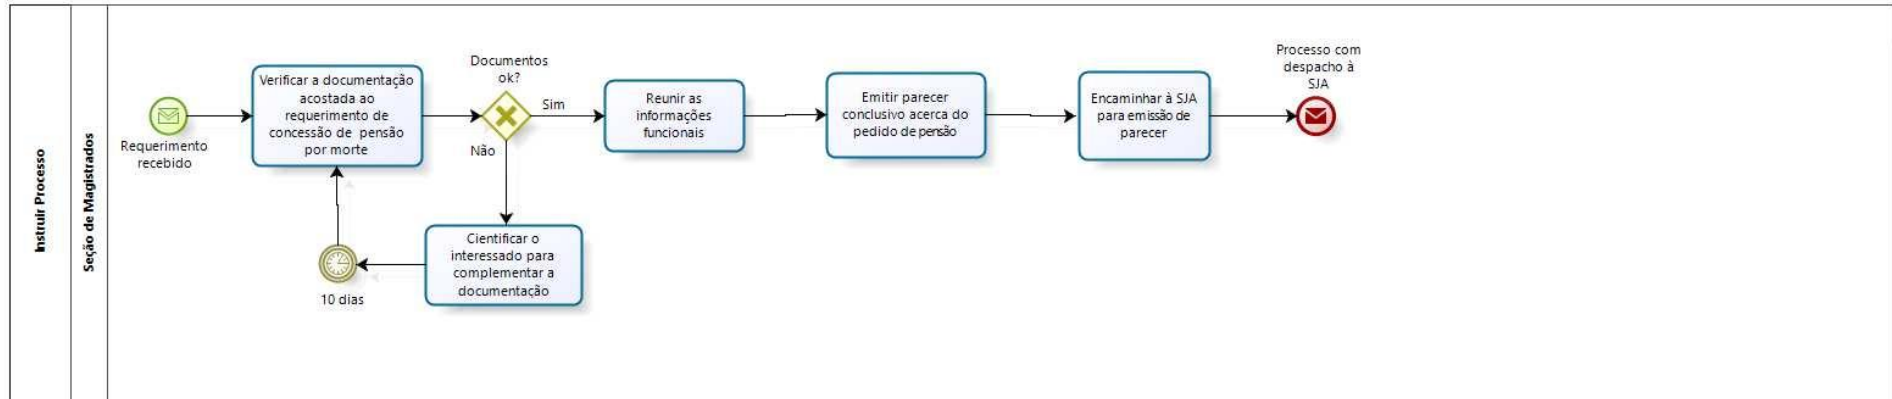 Instruir Processo
Seção de Magistrados
Requerimento
recebido
Verificar a documentação
acostada ao
requerimento de
concessão de pensão
por morte
Documentos
ok?
Sim
Não
Cientificar o
interessado para
complementar a
documentação
10 dias
Reunir as
informações
funcionais
Emitir parecer
conclusivo acerca do
pedido de pensão
Encaminhar à SJA
para emissão de
parecer
Processo com
despacho à
SJA